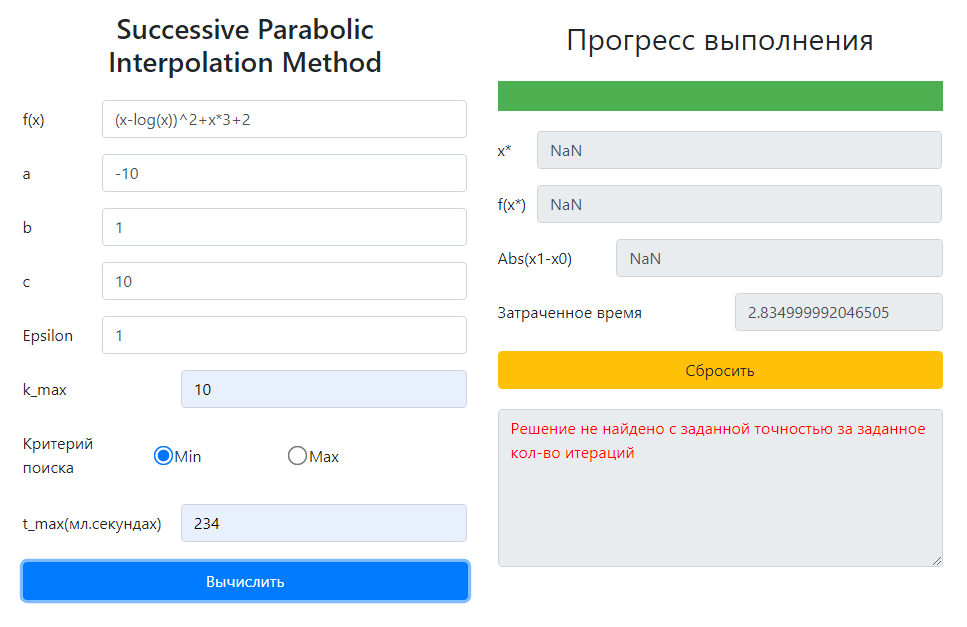 Successive Parabolic
Interpolation Method
f(x)
(x-log(x))^2+x*3+2
a
-10
b
1
c
10
Epsilon
1
k_max
10
Критерий
поиска
Min
Max
t_max(мл.секундах)
234
Вычислить
Прогресс выполнения
x*
NaN
f(x*)
NaN
Abs(x1-x0)
NaN
Затраченное время
2.834999992046505
Сбросить
Решение не найдено с заданной точностью за заданное
кол-во итераций